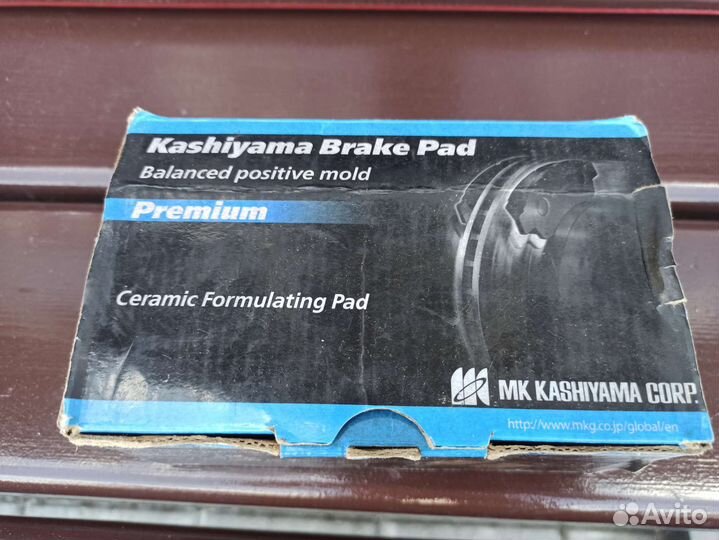 Kashiyama Brake Pad
Balanced positive mold
Premium
Ceramic Formulating Pad
MK KASHIYAMA CORP.
http://www.mkg.co.jp/global/en
Avito